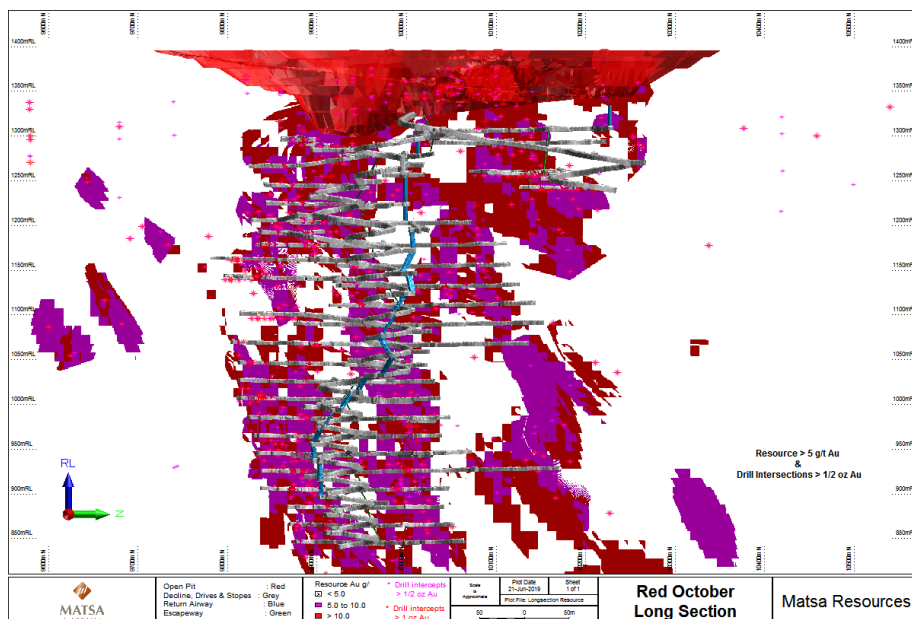 1400mRL
1350mRL
1300mRL
1250mRL
1200mRL
1150mRL
1100mRL
1050mRL
1000mRL
950mRL
900mRL
850mRL
1400mRL
1350mRL
1300mRL
1250mRL
1200mRL
1150mRL
1100mRL
1050mRL
1000mRL
950mRL
900mRL
850mRL
RL
N
Resource > 5 g/t Au
&
Drill Intersections > 1/2 oz Au
MATSA
Open Pit : Red
Decline, Drives & Stopes : Grey
Return Airway : Blue
Escapeway : Green
Resource Au g/
< 5.0
5.0 to 10.0
> 10.0
* Drill intercepts
> 1/2 oz Au
* Drill intercepts
> 1 oz Au
Scale
is
Approximate
Plot Date
21-Jun-2019
Sheet
1 of 1
Plot File: Longsection Resource
50 0 50m
Red October
Long Section
Matsa Resources